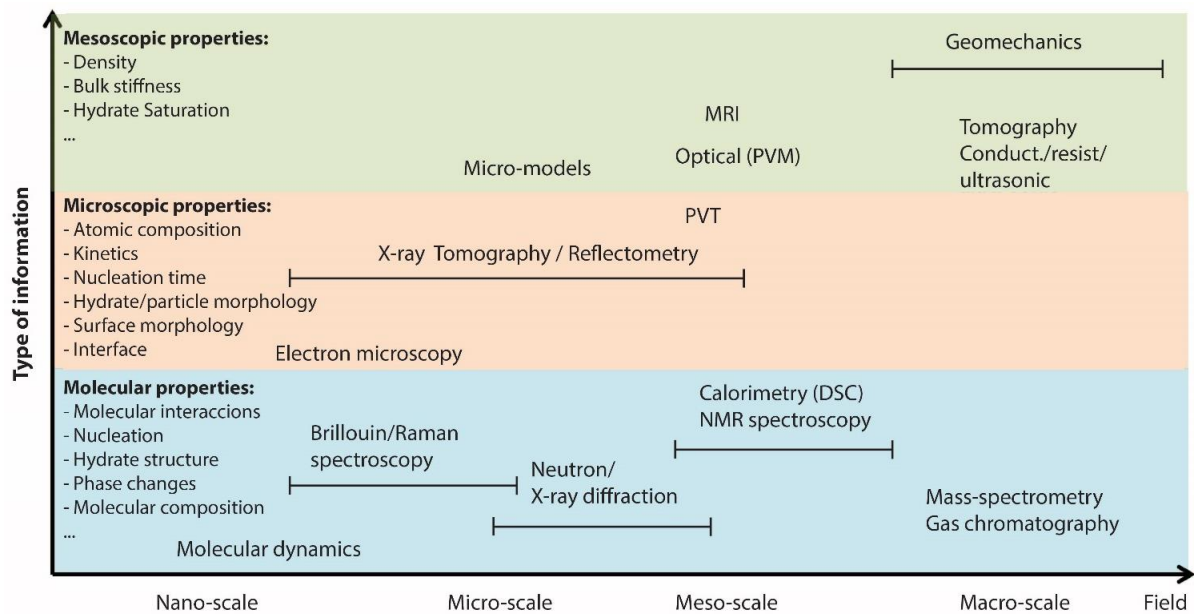 Type of information
Mesoscopic properties:
- Density
- Bulk stiffness
- Hydrate Saturation
...
Geomechanics
MRI
Optical (PVM)
Micro-models
Tomography
Conduct./resist/
ultrasonic
Microscopic properties:
- Atomic composition
- Kinetics
- Nucleation time
- Hydrate/particle morphology
- Surface morphology
- Interface
PVT
X-ray Tomography / Reflectometry
Electron microscopy
Molecular properties:
- Molecular interaccions
- Nucleation
- Hydrate structure
- Phase changes
- Molecular composition
...
Calorimetry (DSC)
NMR spectroscopy
Brillouin/Raman
spectroscopy
Neutron/
X-ray diffraction
Mass-spectrometry
Gas chromatography
Molecular dynamics
Nano-scale
Micro-scale
Meso-scale
Macro-scale
Field